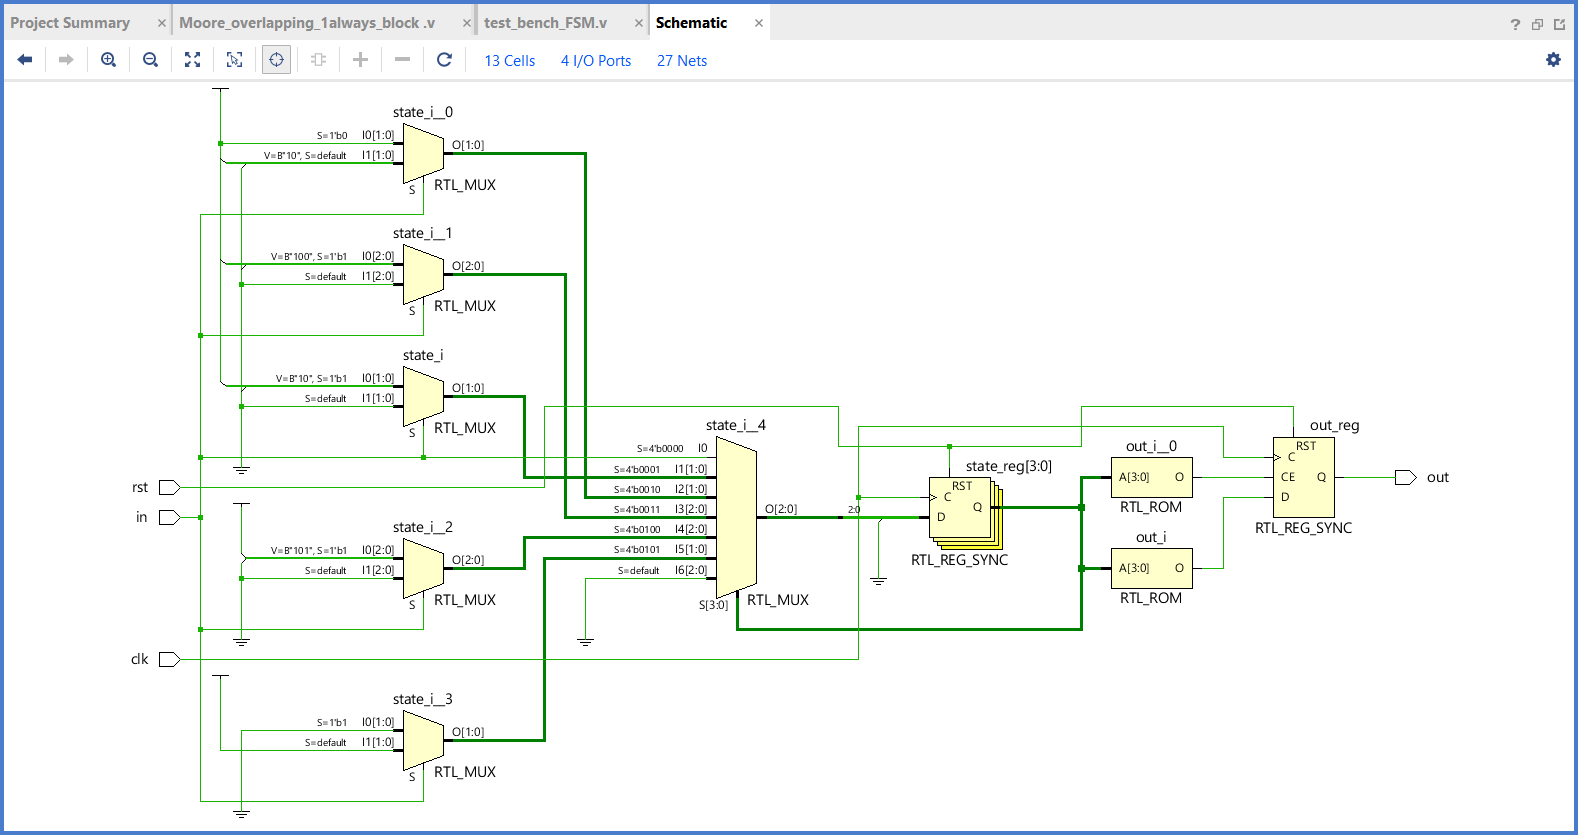 Project Summary × Moore_overlapping_1always_block .v × test_bench_FSM.v × Schematic × ?
13 Cells 4 I/O Ports 27 Nets
state_i__0
S=1'b0 I0[1:0]
V=B"10", S=default I1[1:0]
O[1:0]
S
RTL_MUX
state_i__1
V=B"100", S=1'b1 I0[2:0]
S=default I1[2:0]
O[2:0]
S
RTL_MUX
state_i
V=B"10", S=1'b1 I0[1:0]
S=default I1[1:0]
O[1:0]
S
RTL_MUX
rst
in
state_i__2
V=B"101", S=1'b1 I0[2:0]
S=default I1[2:0]
O[2:0]
S
RTL_MUX
clk
state_i__3
S=1'b1 I0[1:0]
S=default I1[1:0]
O[1:0]
S
RTL_MUX
state_i__4
S=4'b0000 I0
S=4'b0001 I1[1:0]
S=4'b0010 I2[1:0]
S=4'b0011 I3[2:0]
S=4'b0100 I4[2:0]
S=4'b0101 I5[1:0]
S=default I6[2:0]
O[2:0]
S[3:0]
RTL_MUX
2:0
state_reg[3:0]
RST
C
Q
D
RTL_REG_SYNC
out_i__0
A[3:0] O
RTL_ROM
out_i
A[3:0] O
RTL_ROM
out_reg
RST
C
CE Q
D
RTL_REG_SYNC
out